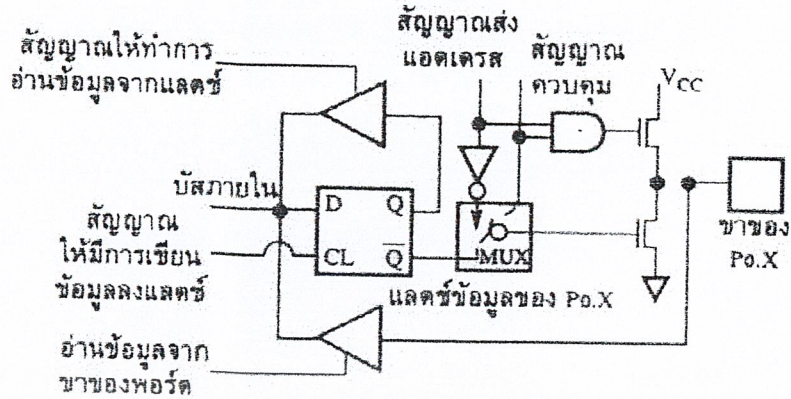 สัญญาณส่ง
แอดเดรส
สัญญาณ
ควบคุม
สัญญาณให้ทำการ
อ่านข้อมูลจากแลตช์
VCC
บัสภายใน
D
Q
สัญญาณ
ให้มีการเขียน
ข้อมูลลงแลตช์
CL
Q̅
MUX
ขาของ
Po.X
แลตช์ข้อมูลของ Po.X
อ่านข้อมูลจาก
ขาของพอร์ต